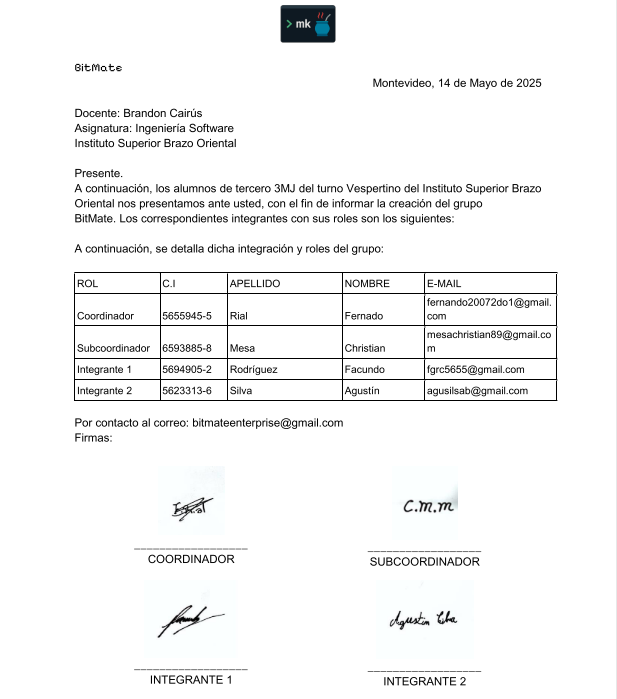 > mk
BitMate
Montevideo, 14 de Mayo de 2025
Docente: Brandon Cairús
Asignatura: Ingeniería Software
Instituto Superior Brazo Oriental
Presente.
A continuación, los alumnos de tercero 3MJ del turno Vespertino del Instituto Superior Brazo
Oriental nos presentamos ante usted, con el fin de informar la creación del grupo
BitMate. Los correspondientes integrantes con sus roles son los siguientes:
A continuación, se detalla dicha integración y roles del grupo:
ROL C.I APELLIDO NOMBRE E-MAIL
Coordinador 5655945-5 Rial Fernado fernando20072do1@gmail.
com
Subcoordinador 6593885-8 Mesa Christian mesachristian89@gmail.co
m
Integrante 1 5694905-2 Rodríguez Facundo fgrc5655@gmail.com
Integrante 2 5623313-6 Silva Agustín agusilsab@gmail.com
Por contacto al correo: bitmateenterprise@gmail.com
Firmas:
C.m.m
COORDINADOR
SUBCOORDINADOR
Agustin
INTEGRANTE 1
INTEGRANTE 2